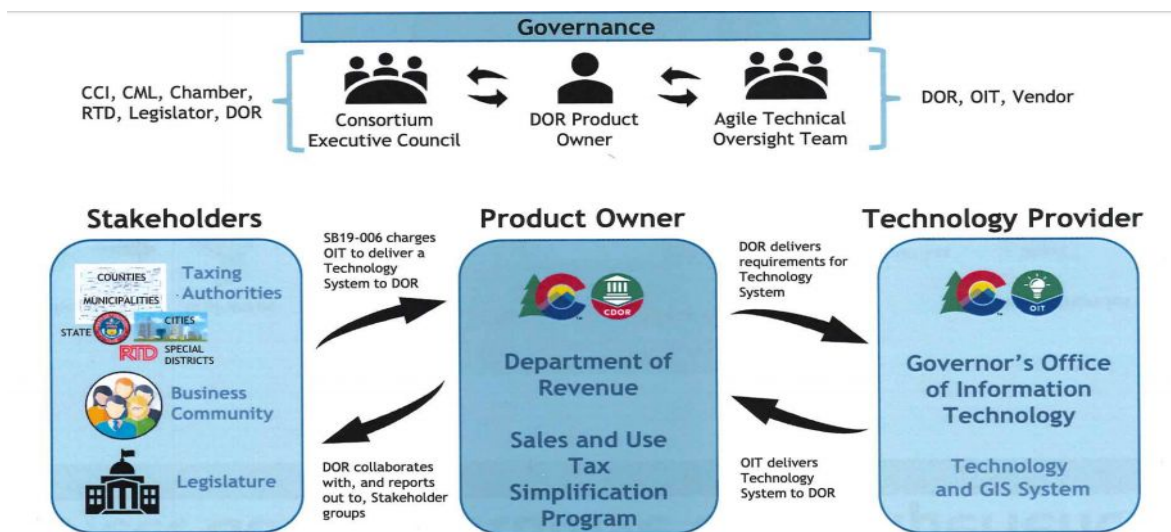 Governance
CCI, CML, Chamber,
RTD, Legislator, DOR
Consortium
Executive Council
DOR Product
Owner
Agile Technical
Oversight Team
DOR, OIT, Vendor
Stakeholders
COUNTIES
MUNICIPALITIES
STATE
CITIES
RTD
SPECIAL
DISTRICTS
Taxing
Authorities
Business
Community
Legislature
SB19-006 charges
OIT to deliver a
Technology
System to DOR
DOR collaborates
with, and reports
out to, Stakeholder
groups
Product Owner
CDOR
Department of
Revenue
Sales and Use
Tax
Simplification
Program
DOR delivers
requirements for
Technology
System
OIT delivers
Technology
System to DOR
Technology Provider
OIT
Governor's Office
of Information
Technology
Technology
and GIS System